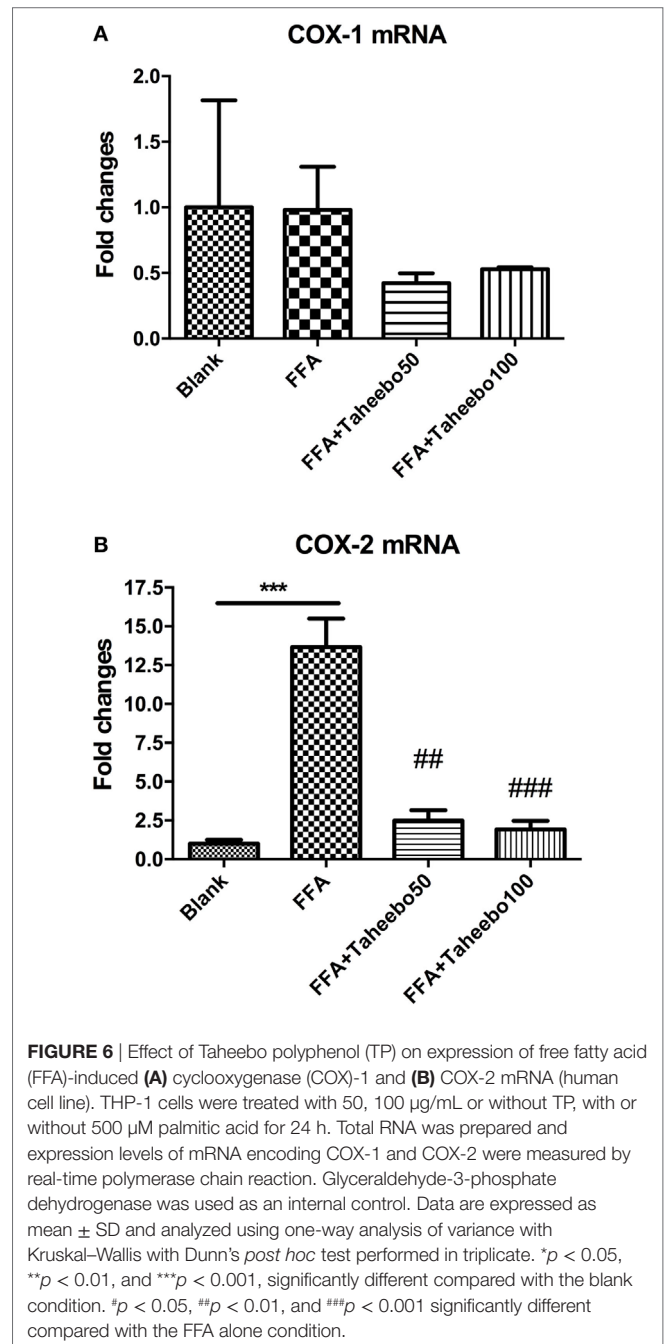 A
COX-1 mRNA
Fold changes
2.0
1.5
1.0
0.5
0.0
Blank
FFA
FFA+Taheebo50
FFA+Taheebo100
B
COX-2 mRNA
Fold changes
17.5
15.0
12.5
10.0
7.5
5.0
2.5
0.0
***
##
###
Blank
FFA
FFA+Taheebo50
FFA+Taheebo100
FIGURE 6 | Effect of Taheebo polyphenol (TP) on expression of free fatty acid
(FFA)-induced (A) cyclooxygenase (COX)-1 and (B) COX-2 mRNA (human
cell line). THP-1 cells were treated with 50, 100 µg/mL or without TP, with or
without 500 µM palmitic acid for 24 h. Total RNA was prepared and
expression levels of mRNA encoding COX-1 and COX-2 were measured by
real-time polymerase chain reaction. Glyceraldehyde-3-phosphate
dehydrogenase was used as an internal control. Data are expressed as
mean ± SD and analyzed using one-way analysis of variance with
Kruskal–Wallis with Dunn's post hoc test performed in triplicate. *p < 0.05,
**p < 0.01, and ***p < 0.001, significantly different compared with the blank
condition. #p < 0.05, ##p < 0.01, and ###p < 0.001 significantly different
compared with the FFA alone condition.